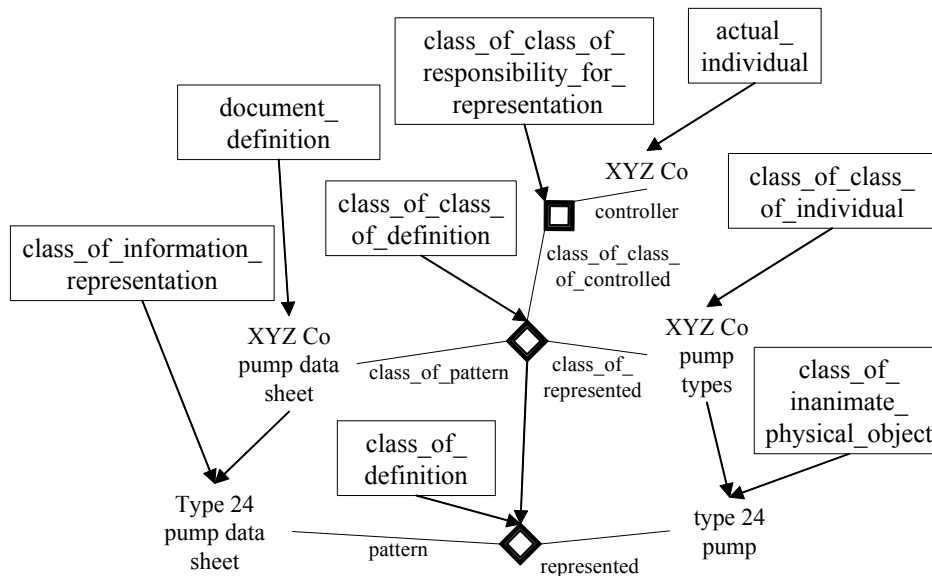 class_of_class_of_
responsibility_for_
representation
actual_
individual
document_
definition
XYZ Co
class_of_class_
of_individual
class_of_class_
of_definition
controller
class_of_information_
representation
class_of_class_
of_controlled
XYZ Co
pump data
sheet
XYZ Co
pump
types
class_of_pattern
class_of_
represented
class_of_
inanimate_
physical_object
class_of_
definition
Type 24
pump data
sheet
type 24
pump
pattern
represented